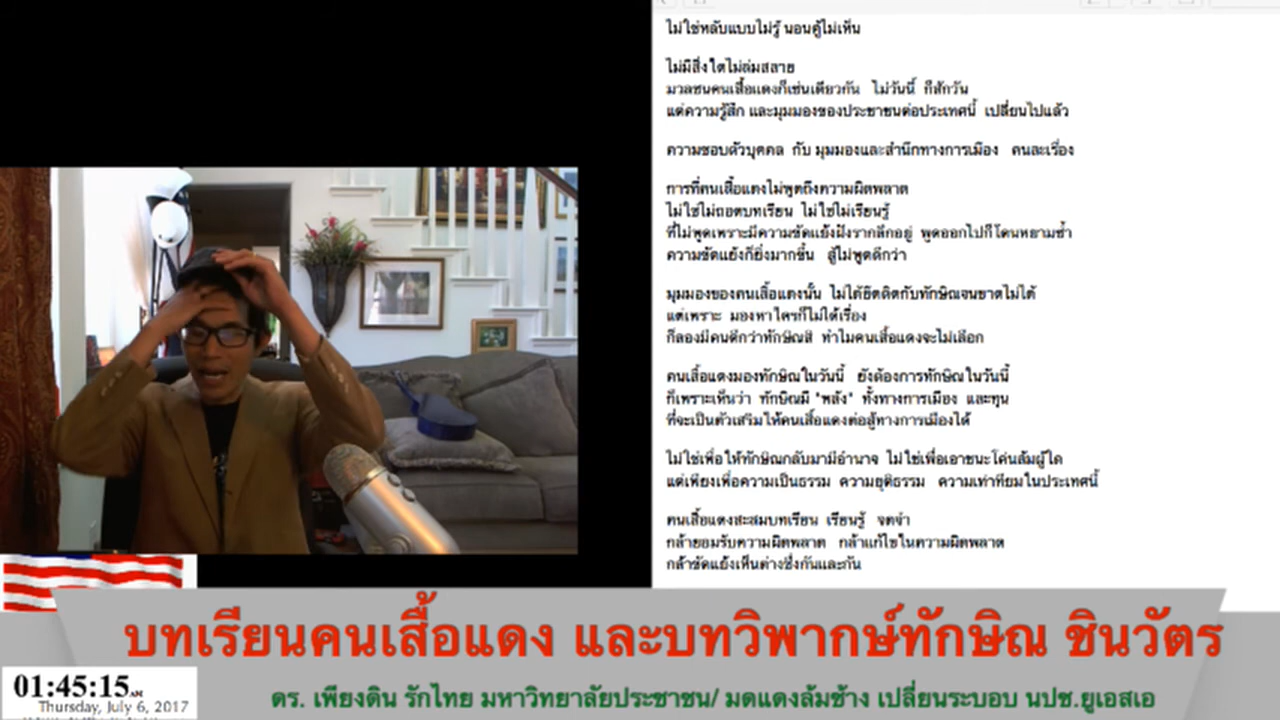 ไม่ใช่หลับแบบไม่รู้ นอนคู้ไม่เห็น
ไม่มีสิ่งใดไม่ล่มสลาย
มวลชนคนเสื้อแดงก็เช่นเดียวกัน ไม่วันนี้ ก็สักวัน
แต่ความรู้สึก และมุมมองของประชาชนต่อประเทศนี้ เปลี่ยนไปแล้ว
ความชอบตัวบุคคล กับ มุมมองและสำนึกทางการเมือง คนละเรื่อง
การที่คนเสื้อแดงไม่พูดถึงความผิดพลาด
ไม่ใช่ไม่ถอดบทเรียน ไม่ใช่ไม่เรียนรู้
ที่ไม่พูดเพราะมีความขัดแย้งฝังรากลึกอยู่ พูดออกไปก็โดนหยามซ้ำ
ความขัดแย้งก็ยิ่งมากขึ้น สู้ไม่พูดดีกว่า
มุมมองของคนเสื้อแดงนั้น ไม่ได้ยึดติดกับทักษิณจนขาดไม่ได้
แต่เพราะ มองหาใครก็ไม่ได้เรื่อง
ก็ลองมีคนดีกว่าทักษิณสิ ทำไมคนเสื้อแดงจะไม่เลือก
คนเสื้อแดงมองทักษิณในวันนี้ ยังต้องการทักษิณในวันนี้
ก็เพราะเห็นว่า ทักษิณมี "พลัง" ทั้งทางการเมือง และทุน
ที่จะเป็นตัวเสริมให้คนเสื้อแดงต่อสู้ทางการเมืองได้
ไม่ใช่เพื่อให้ทักษิณกลับมามีอำนาจ ไม่ใช่เพื่อเอาชนะโค่นล้มผู้ใด
แต่เพียงเพื่อความเป็นธรรม ความยุติธรรม ความเท่าเทียมในประเทศนี้
คนเสื้อแดงสะสมบทเรียน เรียนรู้ จดจำ
กล้ายอมรับความผิดพลาด กล้าแก้ไขในความผิดพลาด
กล้าขัดแย้งเห็นต่างซึ่งกันและกัน
บทเรียนคนเสื้อแดง และบทวิพากษ์ทักษิณ ชินวัตร
01:45:15 AM
Thursday, July 6, 2017
ดร. เพียงดิน รักไทย มหาวิทยาลัยประชาชน/ มดแดงล้มช้าง เปลี่ยนระบอบ นปช.ยูเอสเอ